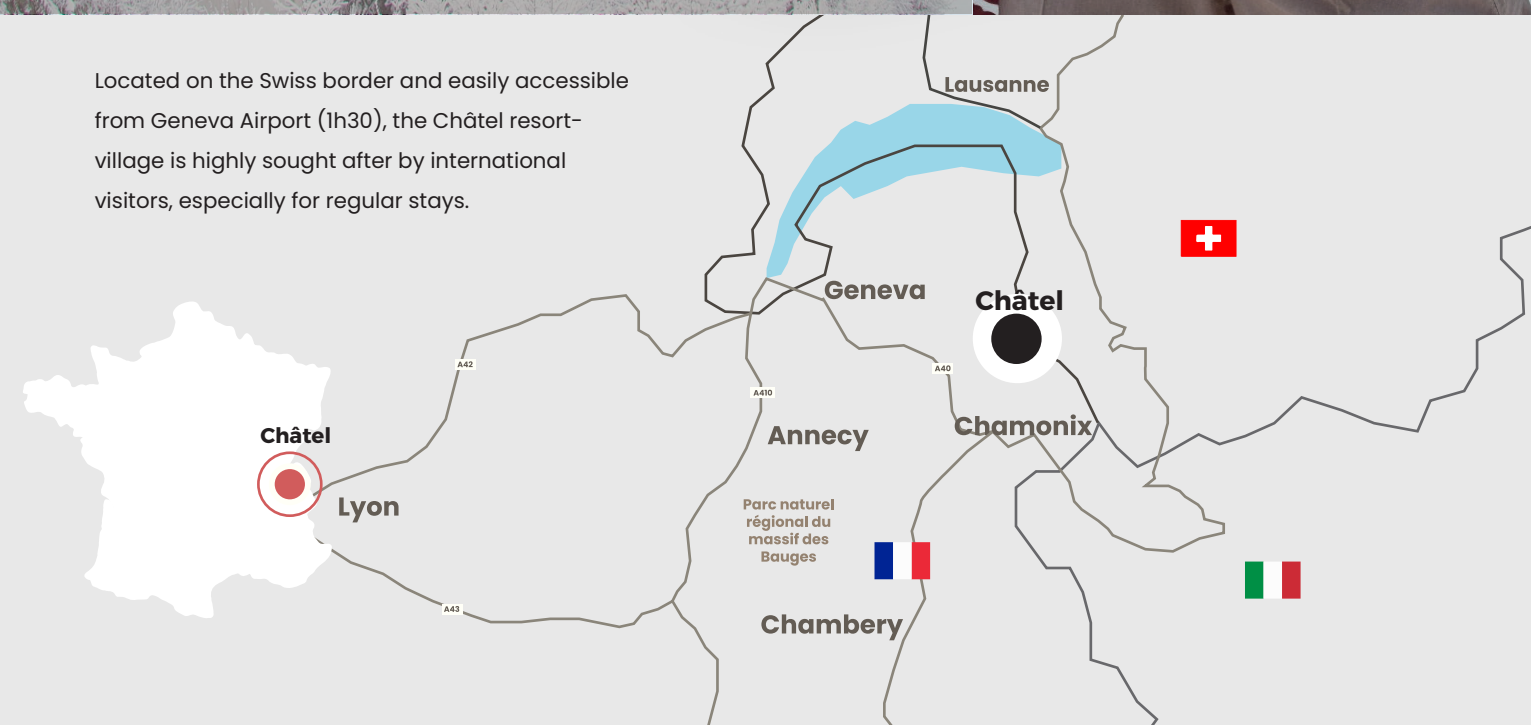 Located on the Swiss border and easily accessible
from Geneva Airport (1h30), the Châtel resort-
village is highly sought after by international
visitors, especially for regular stays.
Lausanne
Geneva
Châtel
A42
A40
A410
Châtel
Annecy
Chamonix
Lyon
Parc naturel
régional du
massif des
Bauges
A43
Chambery